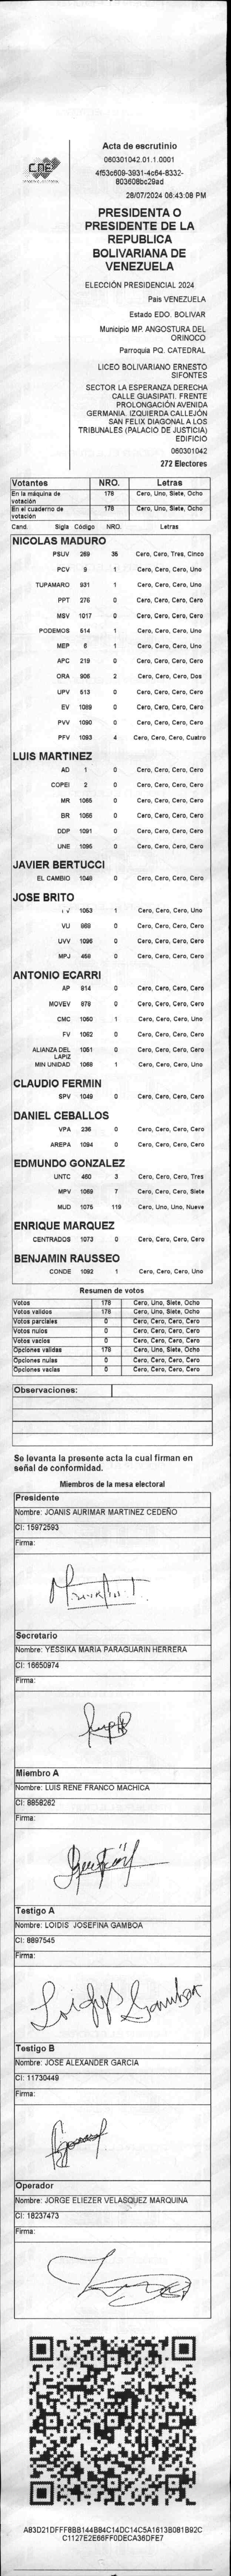 CNE
Acta de escrutinio
060301042.01.1.0001
4f53c609-3931-4c64-8332-
803608bc29ad
28/07/2024 06:43:08 PM
PRESIDENTA O
PRESIDENTE DE LA
REPUBLICA
BOLIVARIANA DE
VENEZUELA
ELECCIÓN PRESIDENCIAL 2024
Pais VENEZUELA
Estado EDO. BOLIVAR
Municipio MP. ANGOSTURA DEL
ORINOCO
Parroquia PQ. CATEDRAL
LICEO BOLIVARIANO ERNESTO
SIFONTES
SECTOR LA ESPERANZA DERECHA
CALLE GUASIPATI. FRENTE
PROLONGACIÓN AVENIDA
GERMANIA. IZQUIERDA CALLEJÓN
SAN FELIX DIAGONAL A LOS
TRIBUNALES (PALACIO DE JUSTICIA)
EDIFICIO
060301042
272 Electores
Votantes NRO. Letras
En la máquina de votación 178 Cero, Uno, Siete, Ocho
En el cuaderno de votación 178 Cero, Uno, Siete, Ocho
Cand. Sigla Código NRO. Letras
NICOLAS MADURO
PSUV 269 35 Cero, Cero, Tres, Cinco
PCV 9 1 Cero, Cero, Cero, Uno
TUPAMARO 931 1 Cero, Cero, Cero, Uno
PPT 276 0 Cero, Cero, Cero, Cero
MSV 1017 0 Cero, Cero, Cero, Cero
PODEMOS 514 1 Cero, Cero, Cero, Uno
MEP 6 1 Cero, Cero, Cero, Uno
APC 219 0 Cero, Cero, Cero, Cero
ORA 906 2 Cero, Cero, Cero, Dos
UPV 513 0 Cero, Cero, Cero, Cero
EV 1089 0 Cero, Cero, Cero, Cero
PVV 1090 0 Cero, Cero, Cero, Cero
PFV 1093 4 Cero, Cero, Cero, Cuatro
LUIS MARTINEZ
AD 1 0 Cero, Cero, Cero, Cero
COPEI 2 0 Cero, Cero, Cero, Cero
MR 1065 0 Cero, Cero, Cero, Cero
BR 1066 0 Cero, Cero, Cero, Cero
DDP 1091 0 Cero, Cero, Cero, Cero
UNE 1095 0 Cero, Cero, Cero, Cero
JAVIER BERTUCCI
EL CAMBIO 1048 0 Cero, Cero, Cero, Cero
JOSE BRITO
1053 1 Cero, Cero, Cero, Uno
VU 869 0 Cero, Cero, Cero, Cero
UVV 1096 0 Cero, Cero, Cero, Cero
MPJ 458 0 Cero, Cero, Cero, Cero
ANTONIO ECARRI
AP 814 0 Cero, Cero, Cero, Cero
MOVEV 879 0 Cero, Cero, Cero, Cero
CMC 1050 1 Cero, Cero, Cero, Uno
FV 1062 0 Cero, Cero, Cero, Cero
ALIANZA DEL LAPIZ 1051 0 Cero, Cero, Cero, Cero
MIN UNIDAD 1068 1 Cero, Cero, Cero, Uno
CLAUDIO FERMIN
SPV 1049 0 Cero, Cero, Cero, Cero
DANIEL CEBALLOS
VPA 236 0 Cero, Cero, Cero, Cero
AREPA 1094 0 Cero, Cero, Cero, Cero
EDMUNDO GONZALEZ
UNTC 460 3 Cero, Cero, Cero, Tres
MPV 1069 7 Cero, Cero, Cero, Siete
MUD 1075 119 Cero, Uno, Uno, Nueve
ENRIQUE MARQUEZ
CENTRADOS 1073 0 Cero, Cero, Cero, Cero
BENJAMIN RAUSSEO
CONDE 1092 1 Cero, Cero, Cero, Uno
Resumen de votos
Votos 178 Cero, Uno, Siete, Ocho
Votos validos 178 Cero, Uno, Siete, Ocho
Votos parciales 0 Cero, Cero, Cero, Cero
Votos nulos 0 Cero, Cero, Cero, Cero
Votos vacios 0 Cero, Cero, Cero, Cero
Opciones validas 178 Cero, Uno, Siete, Ocho
Opciones nulas 0 Cero, Cero, Cero, Cero
Opciones vacias 0 Cero, Cero, Cero, Cero
Observaciones:
Se levanta la presente acta la cual firman en
señal de conformidad.
Miembros de la mesa electoral
Presidente
Nombre: JOANIS AURIMAR MARTINEZ CEDEÑO
CI: 15972593
Firma:
Secretario
Nombre: YESSIKA MARIA PARAGUARIN HERRERA
CI: 16650974
Firma:
Miembro A
Nombre: LUIS RENE FRANCO MACHICA
CI: 8858262
Firma:
Testigo A
Nombre: LOIDIS JOSEFINA GAMBOA
CI: 8897545
Firma:
Loidys Gamboa
Testigo B
Nombre: JOSE ALEXANDER GARCIA
CI: 11730449
Firma:
Operador
Nombre: JORGE ELIEZER VELASQUEZ MARQUINA
CI: 18237473
Firma:
A83D21DFFF8BB144B84C14DC14C5A1613B081B92C
C1127E2E66FF0DECA36DFE7